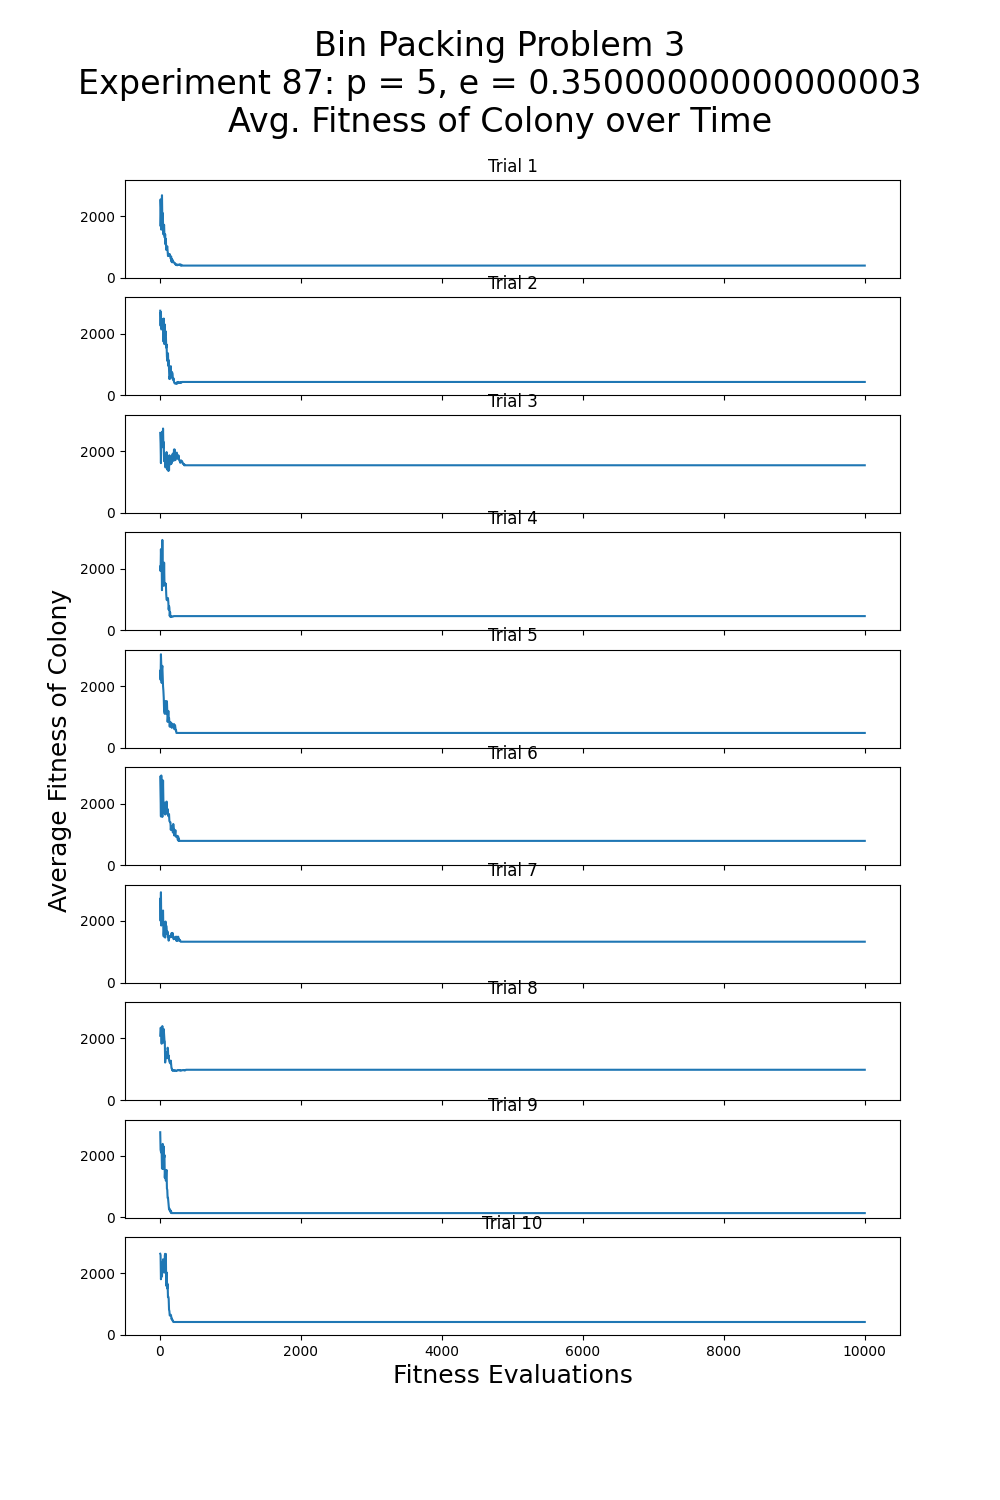 Bin Packing Problem 3
Experiment 87: p = 5, e = 0.35000000000000003
Avg. Fitness of Colony over Time
Trial 1
2000
0
Trial 2
2000
0
Trial 3
2000
0
Trial 4
2000
0
Trial 5
2000
0
Trial 6
2000
0
Trial 7
2000
0
Trial 8
2000
0
Trial 9
2000
0
Trial 10
2000
0
0 2000 4000 6000 8000 10000
Fitness Evaluations
Average Fitness of Colony